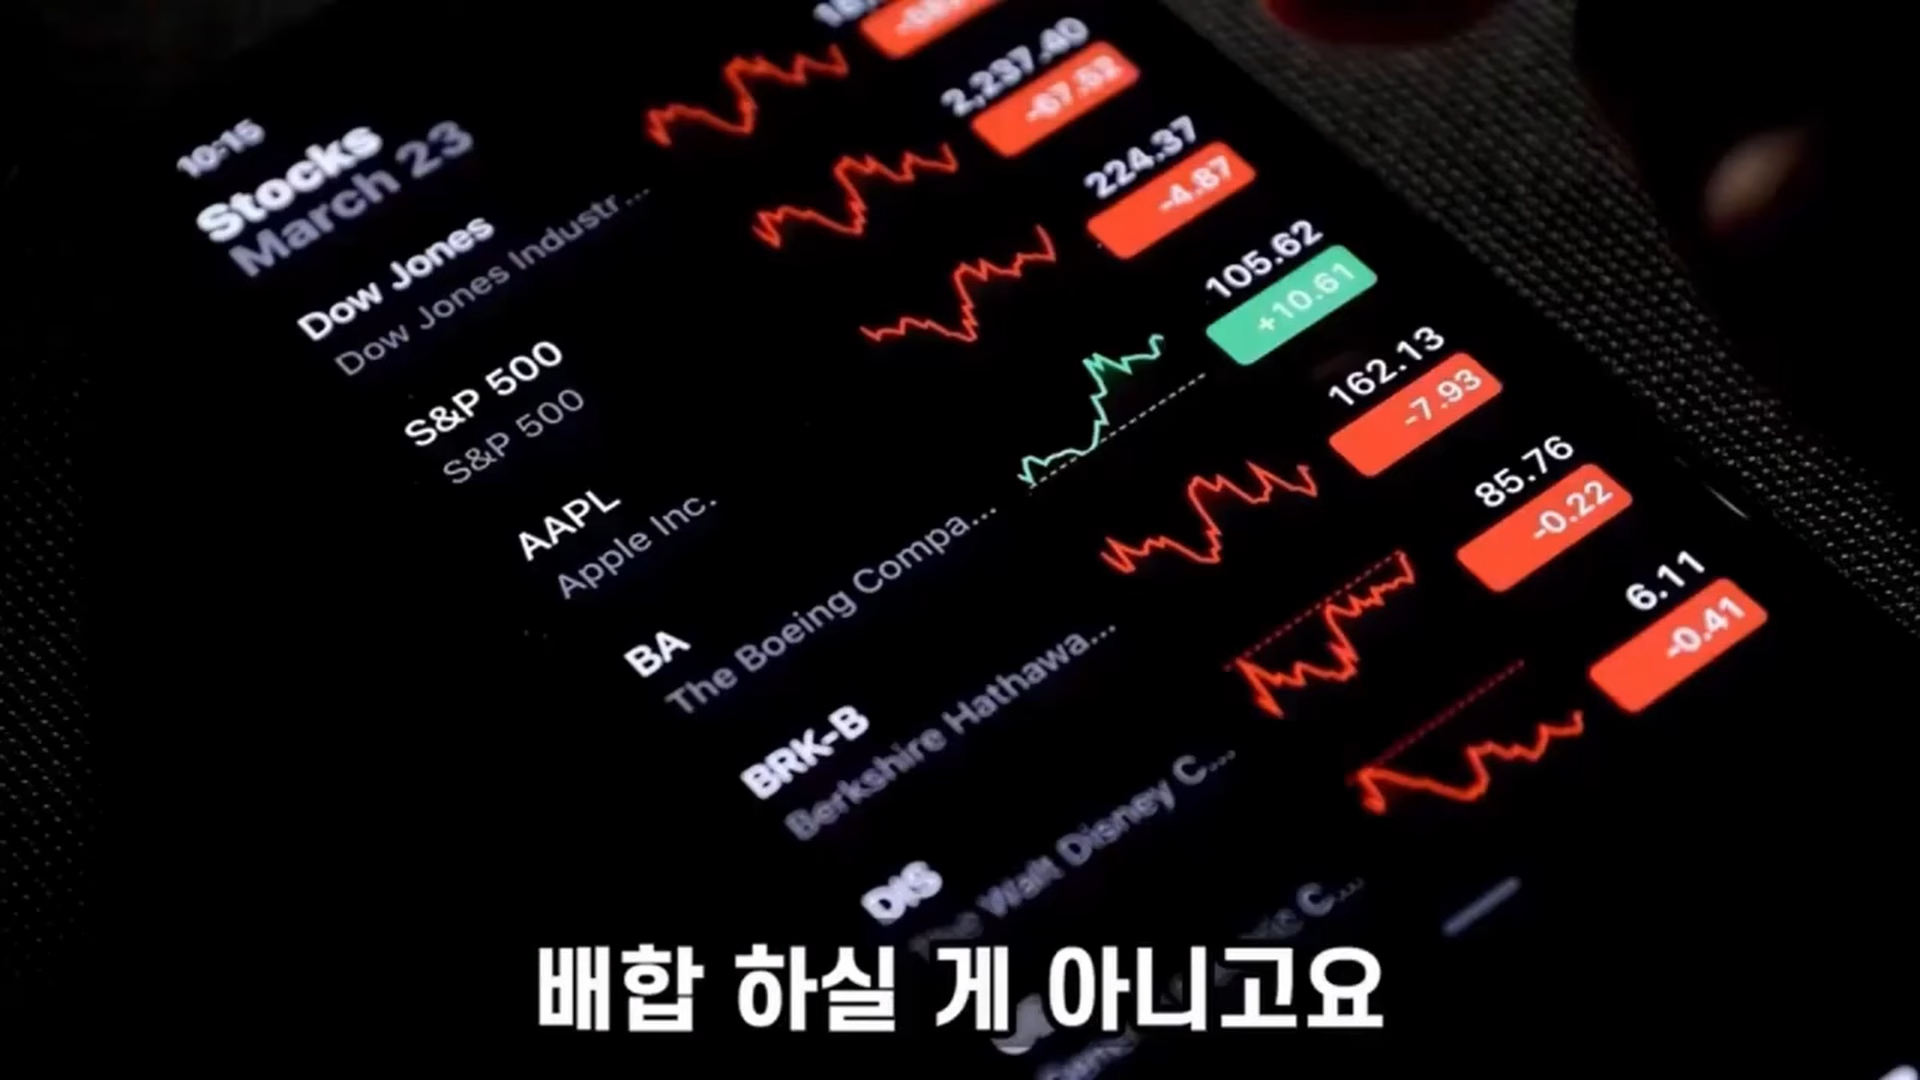 10:15
Stocks
March 23
Dow Jones
Dow Jones Industr...
S&P 500
S&P 500
2,237.40
-67.52
AAPL
Apple Inc.
224.37
-4.87
BA
The Boeing Compa...
105.62
+10.61
BRK-B
Berkshire Hathawa...
162.13
-7.93
DIS
The Walt Disney C...
85.76
-0.22
6.11
-0.41
배합 하실 게 아니고요